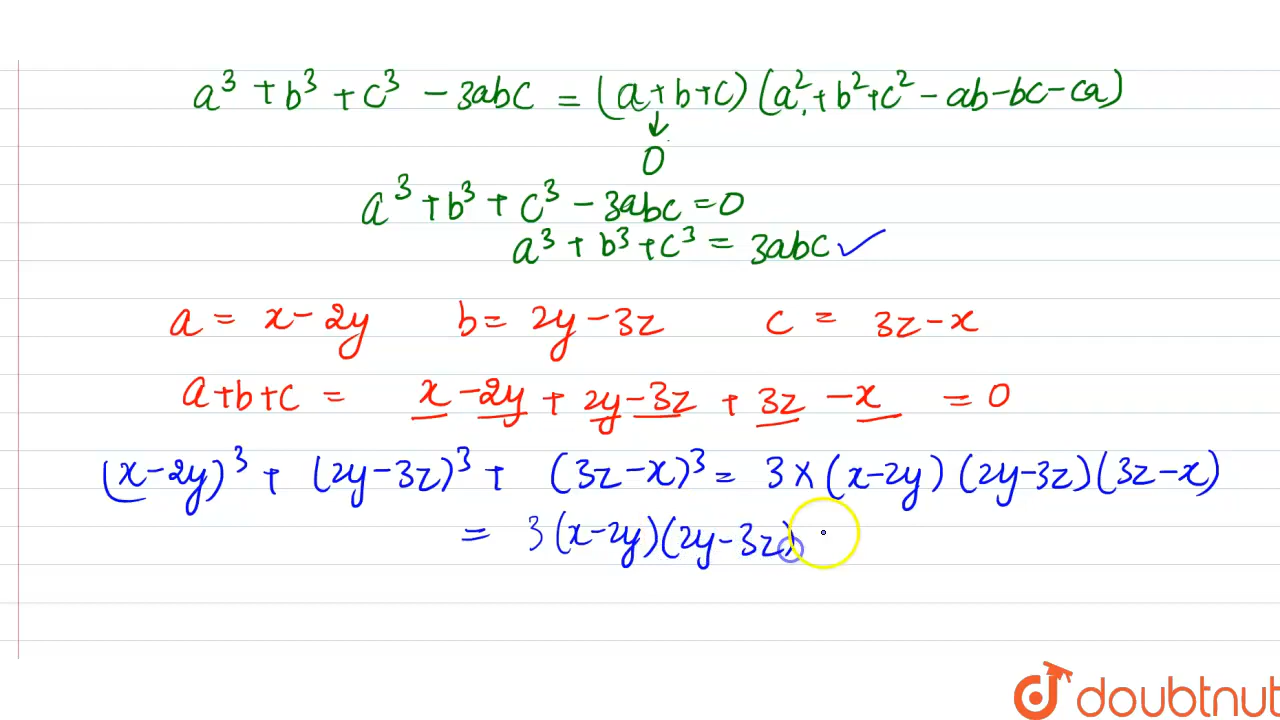 a³ + b³ + c³ - 3abc = (a+b+c) (a² + b² + c² - ab - bc - ca)
↓
0
a³ + b³ + c³ - 3abc = 0
a³ + b³ + c³ = 3abc ✓
a = x - 2y b = 2y - 3z c = 3z - x
a+b+c = x - 2y + 2y - 3z + 3z - x = 0
(x-2y)³ + (2y-3z)³ + (3z-x)³ = 3 × (x-2y) (2y-3z) (3z-x)
= 3 (x-2y) (2y-3z)
doubtnut